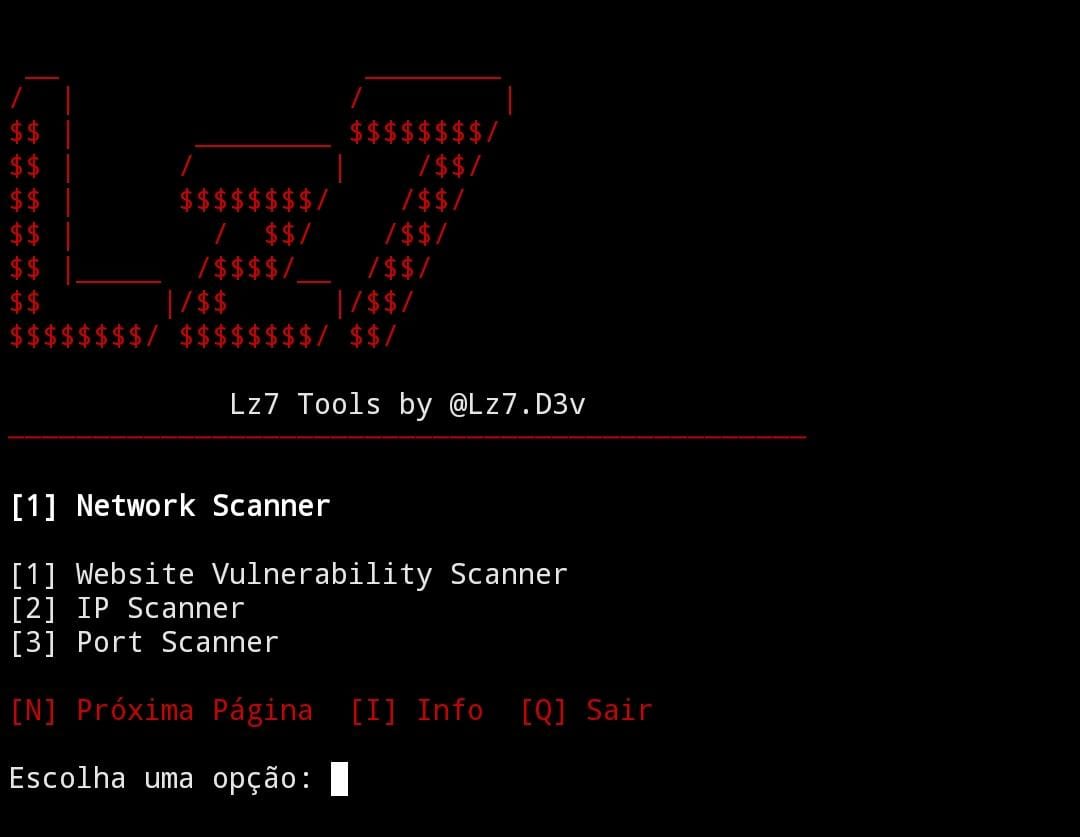 __                  ________
/  |                /        |
$$ |       ________ $$$$$$$$/
$$ |      /        |    /$$/
$$ |      $$$$$$$$/    /$$/
$$ |        /  $$/    /$$/
$$ |_____  /$$$$/__  /$$/
$$       |/$$      |/$$/
$$$$$$$$/ $$$$$$$$/ $$/
Lz7 Tools by @Lz7.D3v
[1] Network Scanner
[1] Website Vulnerability Scanner
[2] IP Scanner
[3] Port Scanner
[N] Próxima Página  [I] Info  [Q] Sair
Escolha uma opção: